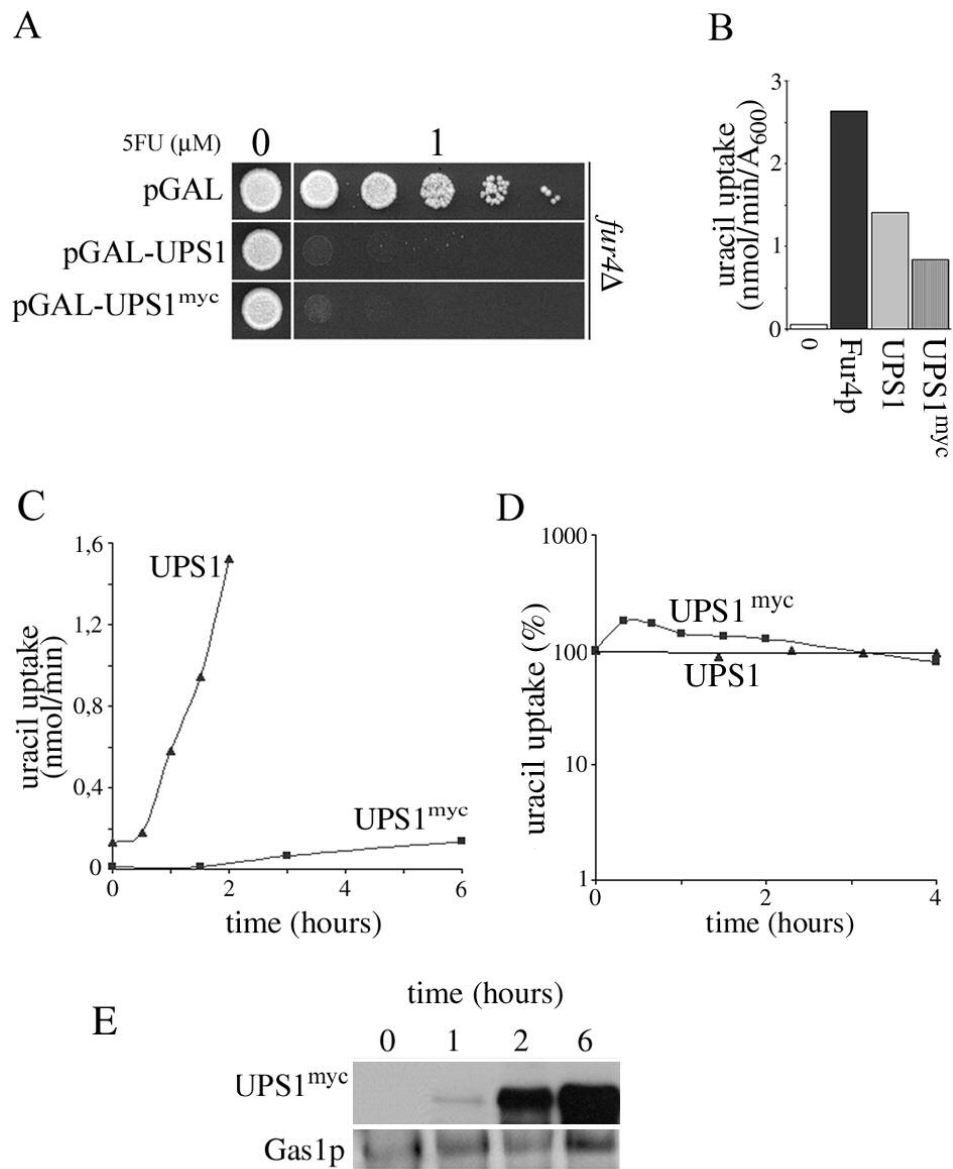 A
5FU (µM) 0 1
pGAL
pGAL-UPS1
pGAL-UPS1myc
fur4Δ
B
uracil uptake
(nmol/min/A600)
3
2
1
0
0 Fur4p UPS1 UPS1myc
C
uracil uptake
(nmol/min)
1,6
1,2
0,8
0,4
0
UPS1
UPS1myc
0 2 4 6
time (hours)
D
uracil uptake (%)
1000
100
10
1
UPS1myc
UPS1
0 2 4
time (hours)
E
time (hours)
0 1 2 6
UPS1myc
Gas1p